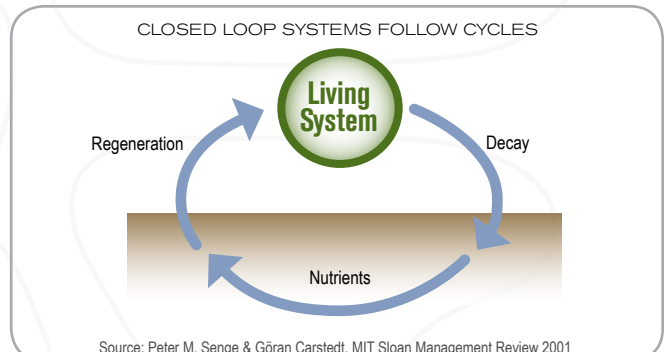 CLOSED LOOP SYSTEMS FOLLOW CYCLES
Living
System
Regeneration
Decay
Nutrients
Source: Peter M. Senge & Göran Carstedt, MIT Sloan Management Review 2001